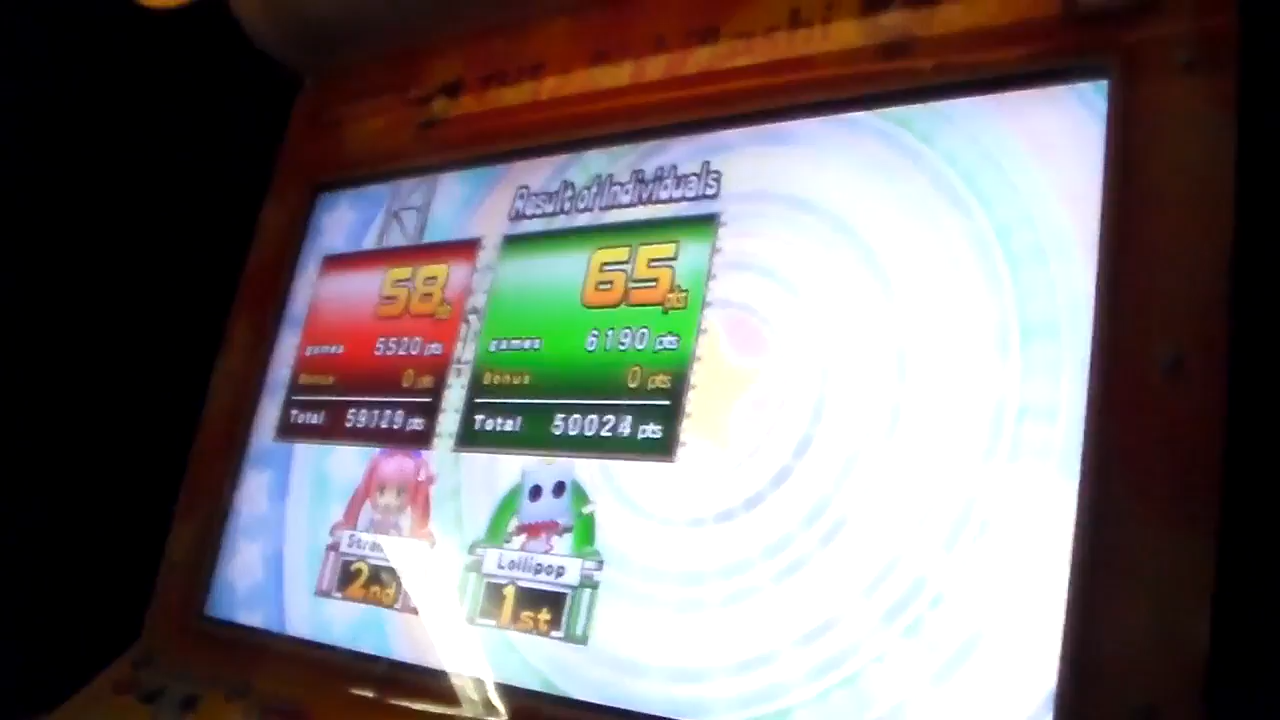 Result of Individuals
58 pts
games 5520 pts
Bonus 0 pts
Total 59129 pts
65 pts
games 6190 pts
Bonus 0 pts
Total 50024 pts
2nd
Lollipop
1st